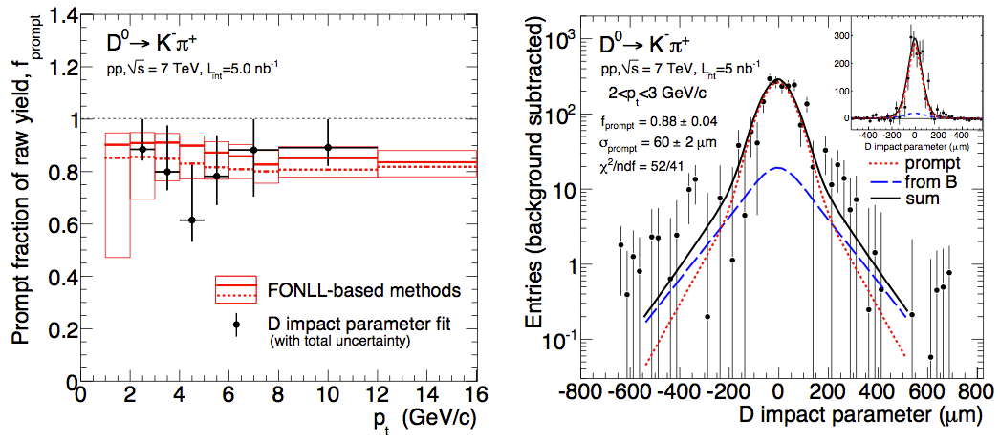 Prompt fraction of raw yield, f_prompt
1.4
1.2
1
0.8
0.6
0.4
0.2
0
D⁰→ K⁻π⁺
pp,√s = 7 TeV, L_int=5.0 nb⁻¹
FONLL-based methods
D impact parameter fit
(with total uncertainty)
0 2 4 6 8 10 12 14 16
p_t (GeV/c)
Entries (background subtracted)
10³
10²
10
1
10⁻¹
D⁰→ K⁻π⁺
pp,√s = 7 TeV, L_int=5 nb⁻¹
2<p_t<3 GeV/c
f_prompt = 0.88 ± 0.04
σ_prompt = 60 ± 2 μm
χ²/ndf = 52/41
300
200
100
0
-500 0 500
D impact parameter (μm)
prompt
from B
sum
-800 -600 -400 -200 0 200 400 600 800
D impact parameter (μm)